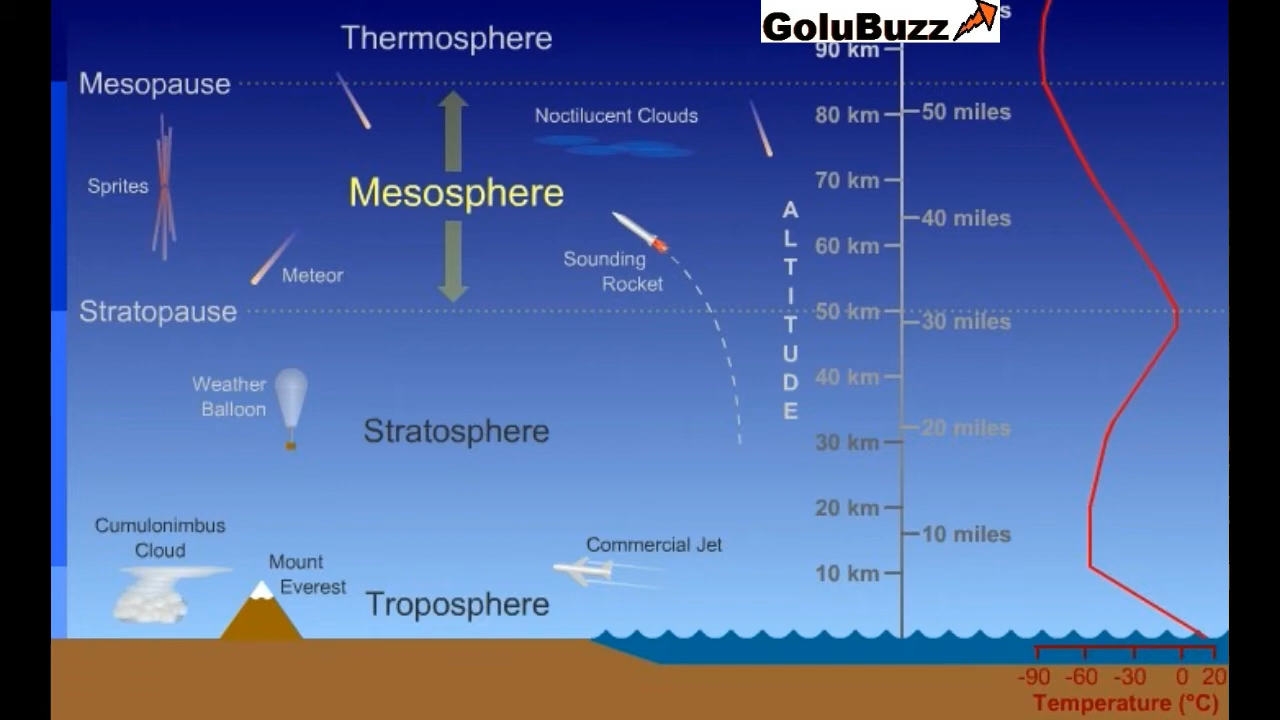 GoluBuzz
s
Thermosphere
90 km
Mesopause
Noctilucent Clouds
80 km
50 miles
Sprites
Mesosphere
70 km
ALTITUDE
40 miles
Sounding
Rocket
60 km
Meteor
Stratopause
50 km
30 miles
Weather
Balloon
40 km
Stratosphere
20 miles
30 km
20 km
Cumulonimbus
Cloud
10 miles
Commercial Jet
Mount
Everest
10 km
Troposphere
-90 -60 -30 0 20
Temperature (°C)